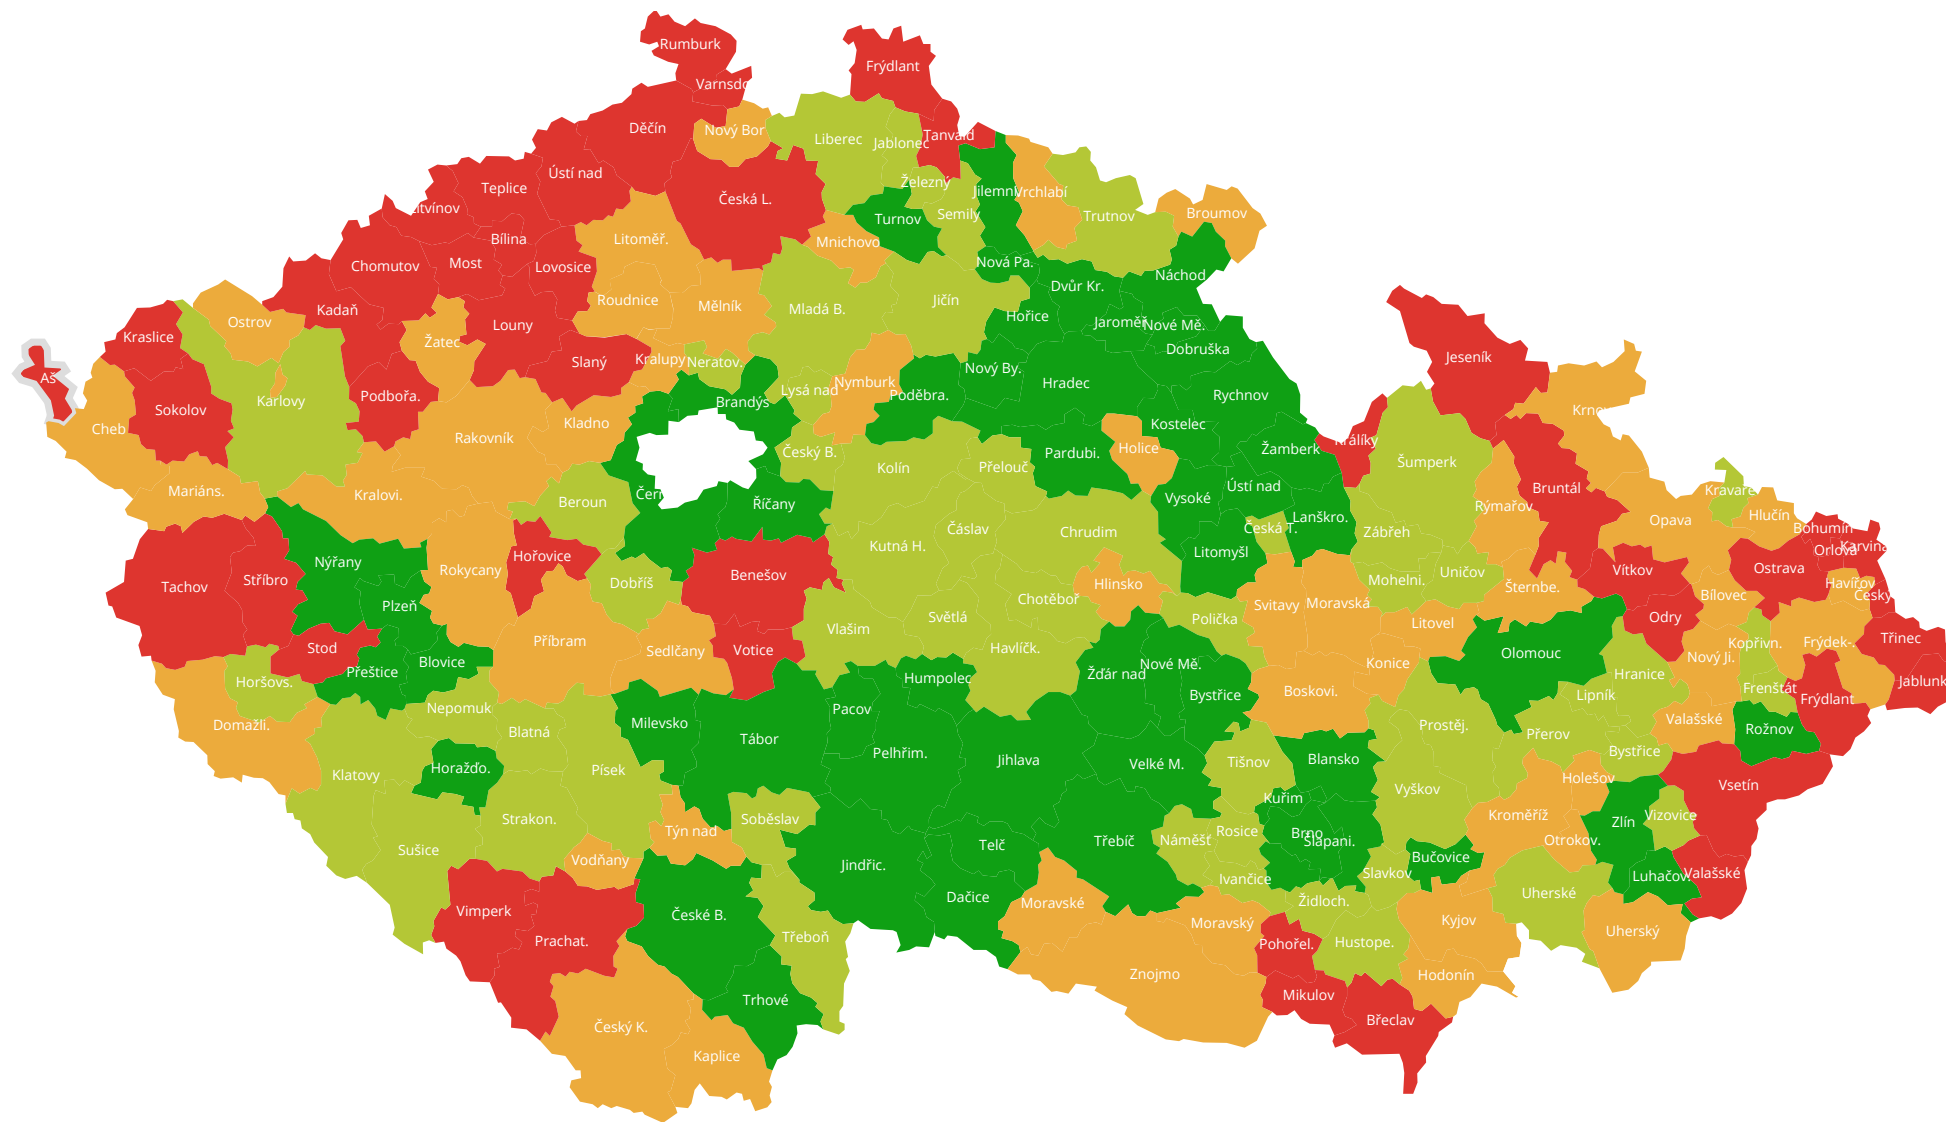 Rumburk
Frýdlant
Varnsdo
Děčín
Nový Bor
Liberec
Jablonec
Tanvald
Ústí nad
Teplice
Železný
Jilemni
Vrchlabí
Česká L.
Litvínov
Turnov
Semily
Trutnov
Broumov
Bílina
Litoměř.
Mnichovo
Most
Lovosice
Chomutov
Nová Pa.
Náchod
Dvůr Kr.
Roudnice
Mělník
Mladá B.
Jičín
Kadaň
Ostrov
Louny
Hořice
Jaroměř
Nové Mě.
Kraslice
Žatec
Dobruška
Slaný
Kralupy
Neratov.
Jeseník
Aš
Nový By.
Hradec
Lysá nad
Nymburk
Poděbra.
Rychnov
Podbořa.
Karlovy
Brandýs
Sokolov
Krnov
Cheb
Kladno
Kostelec
Rakovník
Králíky
Český B.
Pardubi.
Holice
Žamberk
Kolín
Přelouč
Šumperk
Mariáns.
Kralovi.
Ústí nad
Bruntál
Kravaře
Beroun
Čern
Říčany
Vysoké
Rýmařov
Lanškro.
Opava
Hlučín
Čáslav
Chrudim
Česká T.
Zábřeh
Bohumín
Kutná H.
Karviná
Orlová
Hořovice
Litomyšl
Nýřany
Rokycany
Ostrava
Vítkov
Uničov
Benešov
Stříbro
Dobříš
Mohelni.
Hlinsko
Havířov
Tachov
Šternbe.
Bílovec
Český
Chotěboř
Svitavy
Moravská
Plzeň
Světlá
Odry
Polička
Litovel
Vlašim
Příbram
Třinec
Frýdek-.
Kopřivn.
Stod
Votice
Sedlčany
Havlíčk.
Olomouc
Nový Ji.
Blovice
Konice
Nové Mě.
Přeštice
Žďár nad
Hranice
Humpolec
Horšovs.
Jablunk
Frenštát
Boskovi.
Bystřice
Lipník
Frýdlant
Nepomuk
Pacov
Valašské
Milevsko
Domažli.
Prostěj.
Rožnov
Blatná
Přerov
Tábor
Pelhřim.
Bystřice
Jihlava
Blansko
Tišnov
Velké M.
Horažďo.
Písek
Klatovy
Holešov
Vsetín
Vyškov
Kuřim
Kroměříž
Vizovice
Strakon.
Soběslav
Zlín
Týn nad
Rosice
Brno
Šlapani.
Náměšť
Třebíč
Otrokov.
Telč
Sušice
Bučovice
Vodňany
Jindřic.
Slavkov
Valašské
Luhačov.
Ivančice
Uherské
Dačice
Židloch.
Moravské
Vimperk
České B.
Kyjov
Moravský
Uherský
Třeboň
Prachat.
Hustope.
Pohořel.
Znojmo
Hodonín
Mikulov
Trhové
Břeclav
Český K.
Kaplice